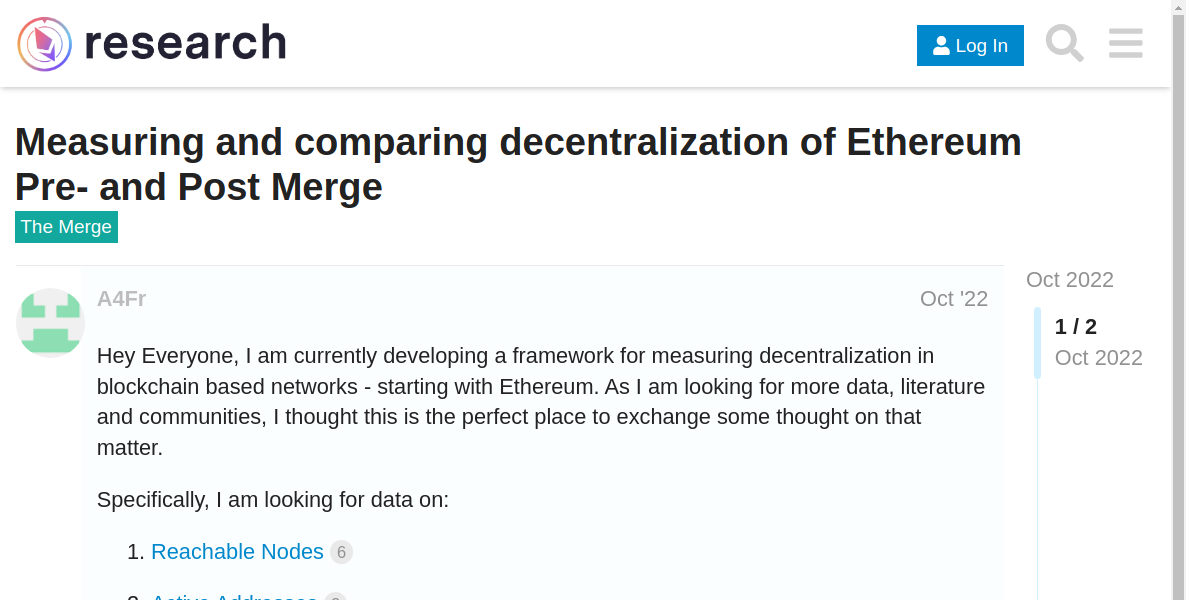 research
Log In
Measuring and comparing decentralization of Ethereum
Pre- and Post Merge
The Merge
A4Fr
Oct '22
Oct 2022
1 / 2
Oct 2022
Hey Everyone, I am currently developing a framework for measuring decentralization in
blockchain based networks - starting with Ethereum. As I am looking for more data, literature
and communities, I thought this is the perfect place to exchange some thought on that
matter.
Specifically, I am looking for data on:
1. Reachable Nodes 6
2. Active Addresses